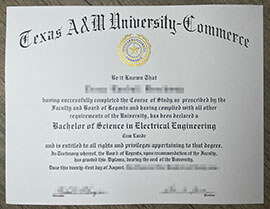 Texas A&M University-Commerce
Be it Known That
having successfully completed the Course of Study as prescribed by the
Faculty and Board of Regents and having complied with all other
requirements of the University, has been declared a
Bachelor of Science in Electrical Engineering
Cum Laude
and is entitled to all rights and privileges appertaining to that degree.
In Testimony whereof, the Board of Regents, upon recommendation of the Faculty,
has granted this Diploma, bearing the seal of the University.
Done this twenty-first day of August,